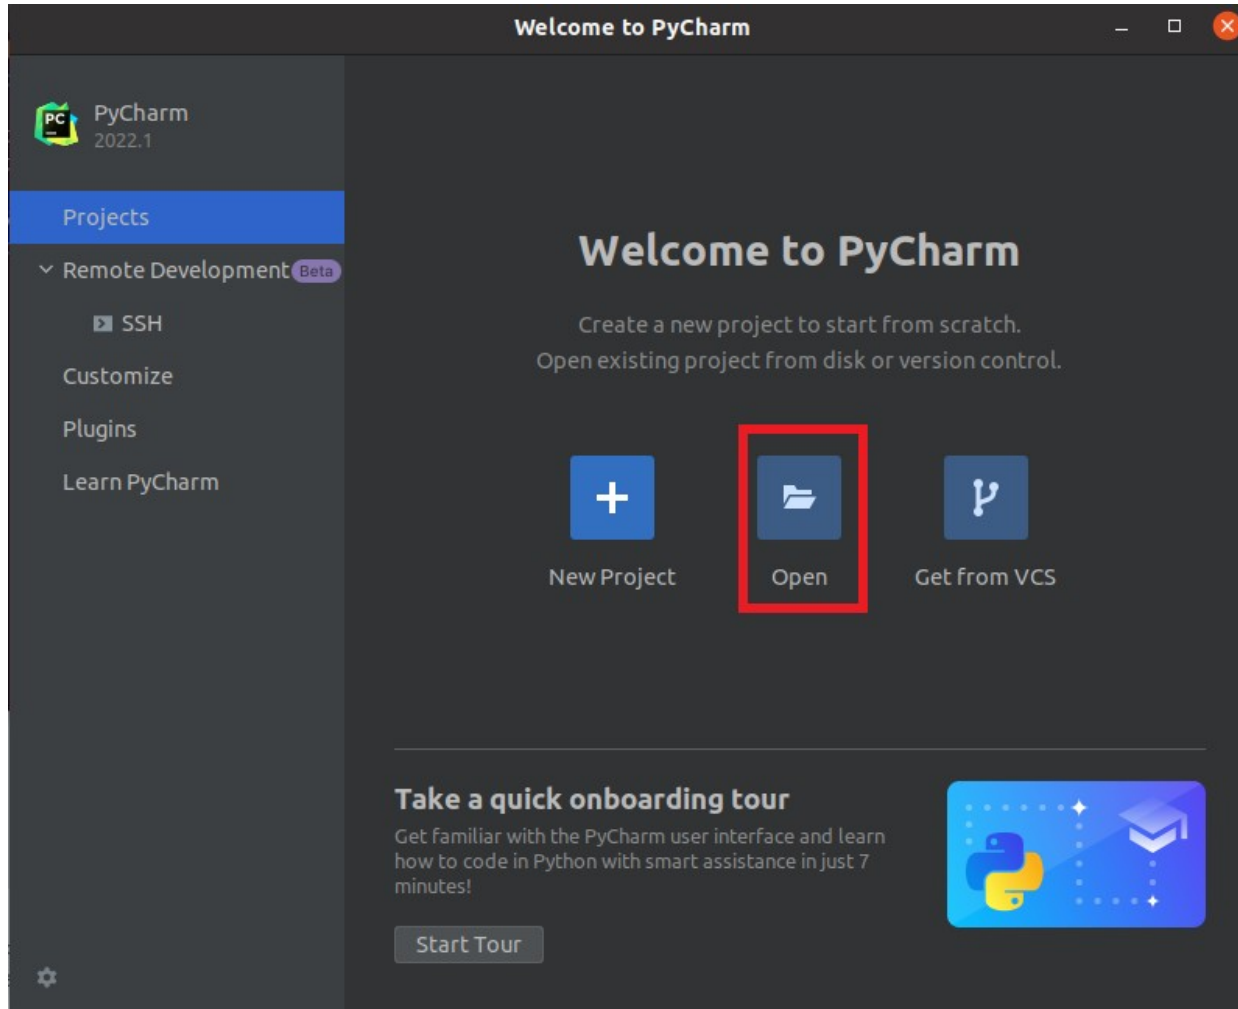 Welcome to PyCharm
PC
PyCharm
2022.1
Projects
Remote Development Beta
SSH
Customize
Plugins
Learn PyCharm
Welcome to PyCharm
Create a new project to start from scratch.
Open existing project from disk or version control.
New Project
Open
Get from VCS
Take a quick onboarding tour
Get familiar with the PyCharm user interface and learn
how to code in Python with smart assistance in just 7
minutes!
Start Tour